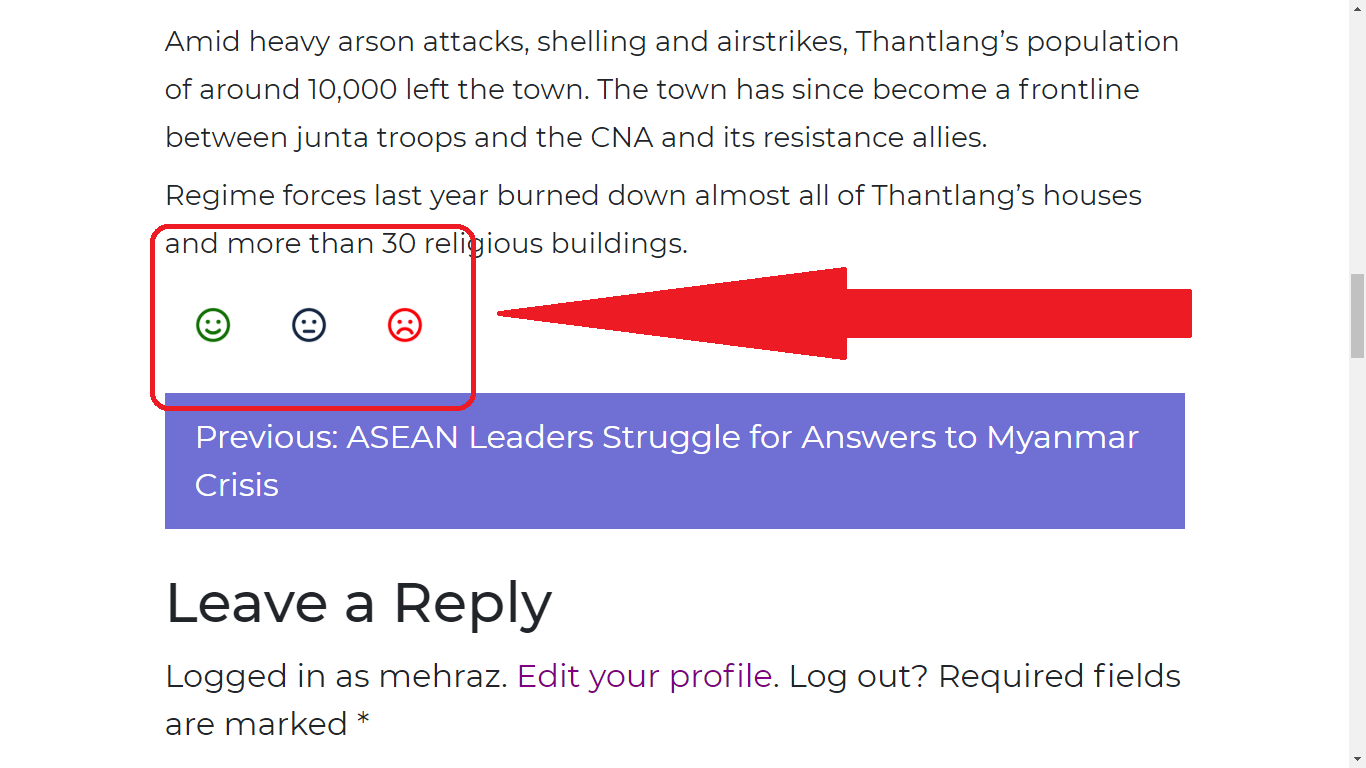 Amid heavy arson attacks, shelling and airstrikes, Thantlang’s population
of around 10,000 left the town. The town has since become a frontline
between junta troops and the CNA and its resistance allies.
Regime forces last year burned down almost all of Thantlang’s houses
and more than 30 religious buildings.
Previous: ASEAN Leaders Struggle for Answers to Myanmar
Crisis
Leave a Reply
Logged in as mehraz. Edit your profile. Log out? Required fields
are marked *